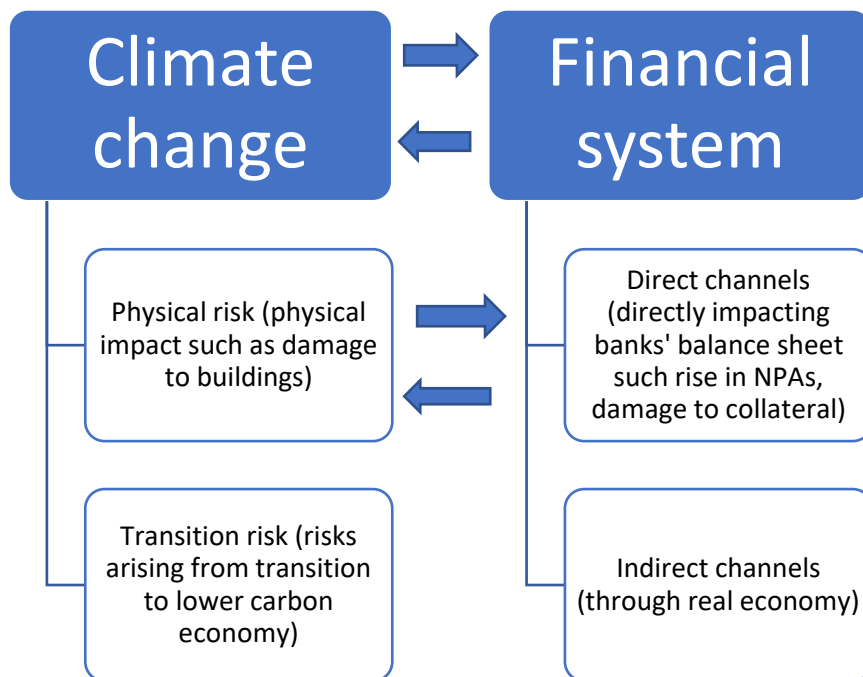 Climate
change
Financial
system
Physical risk (physical
impact such as damage
to buildings)
Direct channels
(directly impacting
banks' balance sheet
such rise in NPAs,
damage to collateral)
Transition risk (risks
arising from transition
to lower carbon
economy)
Indirect channels
(through real economy)